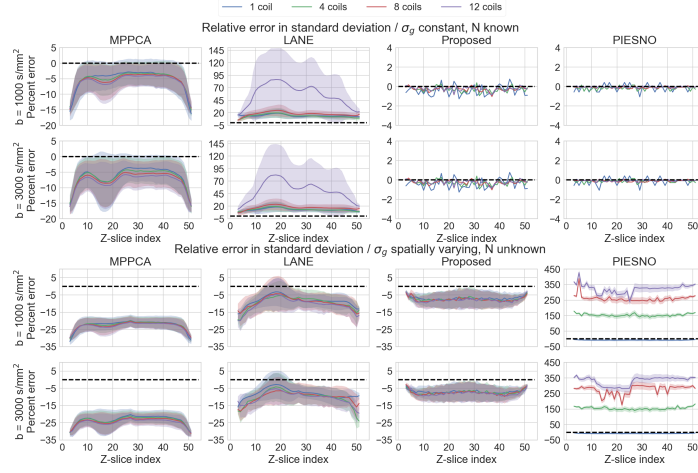 1 coil 4 coils 8 coils 12 coils
Relative error in standard deviation / σg constant, N known
MPPCA LANE Proposed PIESNO
b = 1000 s/mm²
Percent error
5 0 −5 −10 −15 −20
145 120 95 70 45 20 −5
4 2 0 −2 −4
4 2 0 −2 −4
b = 3000 s/mm²
Percent error
5 0 −5 −10 −15 −20
145 120 95 70 45 20 −5
4 2 0 −2 −4
4 2 0 −2 −4
0 10 20 30 40 50
0 10 20 30 40 50
0 10 20 30 40 50
0 10 20 30 40 50
Z-slice index Z-slice index Z-slice index Z-slice index
Relative error in standard deviation / σg spatially varying, N unknown
MPPCA LANE Proposed PIESNO
b = 1000 s/mm²
Percent error
5 −5 −15 −25 −35
5 −5 −15 −25 −35
5 −5 −15 −25 −35
450 350 250 150 50 −50
b = 3000 s/mm²
Percent error
5 −5 −15 −25 −35
5 −5 −15 −25 −35
5 −5 −15 −25 −35
450 350 250 150 50 −50
0 10 20 30 40 50
0 10 20 30 40 50
0 10 20 30 40 50
0 10 20 30 40 50
Z-slice index Z-slice index Z-slice index Z-slice index